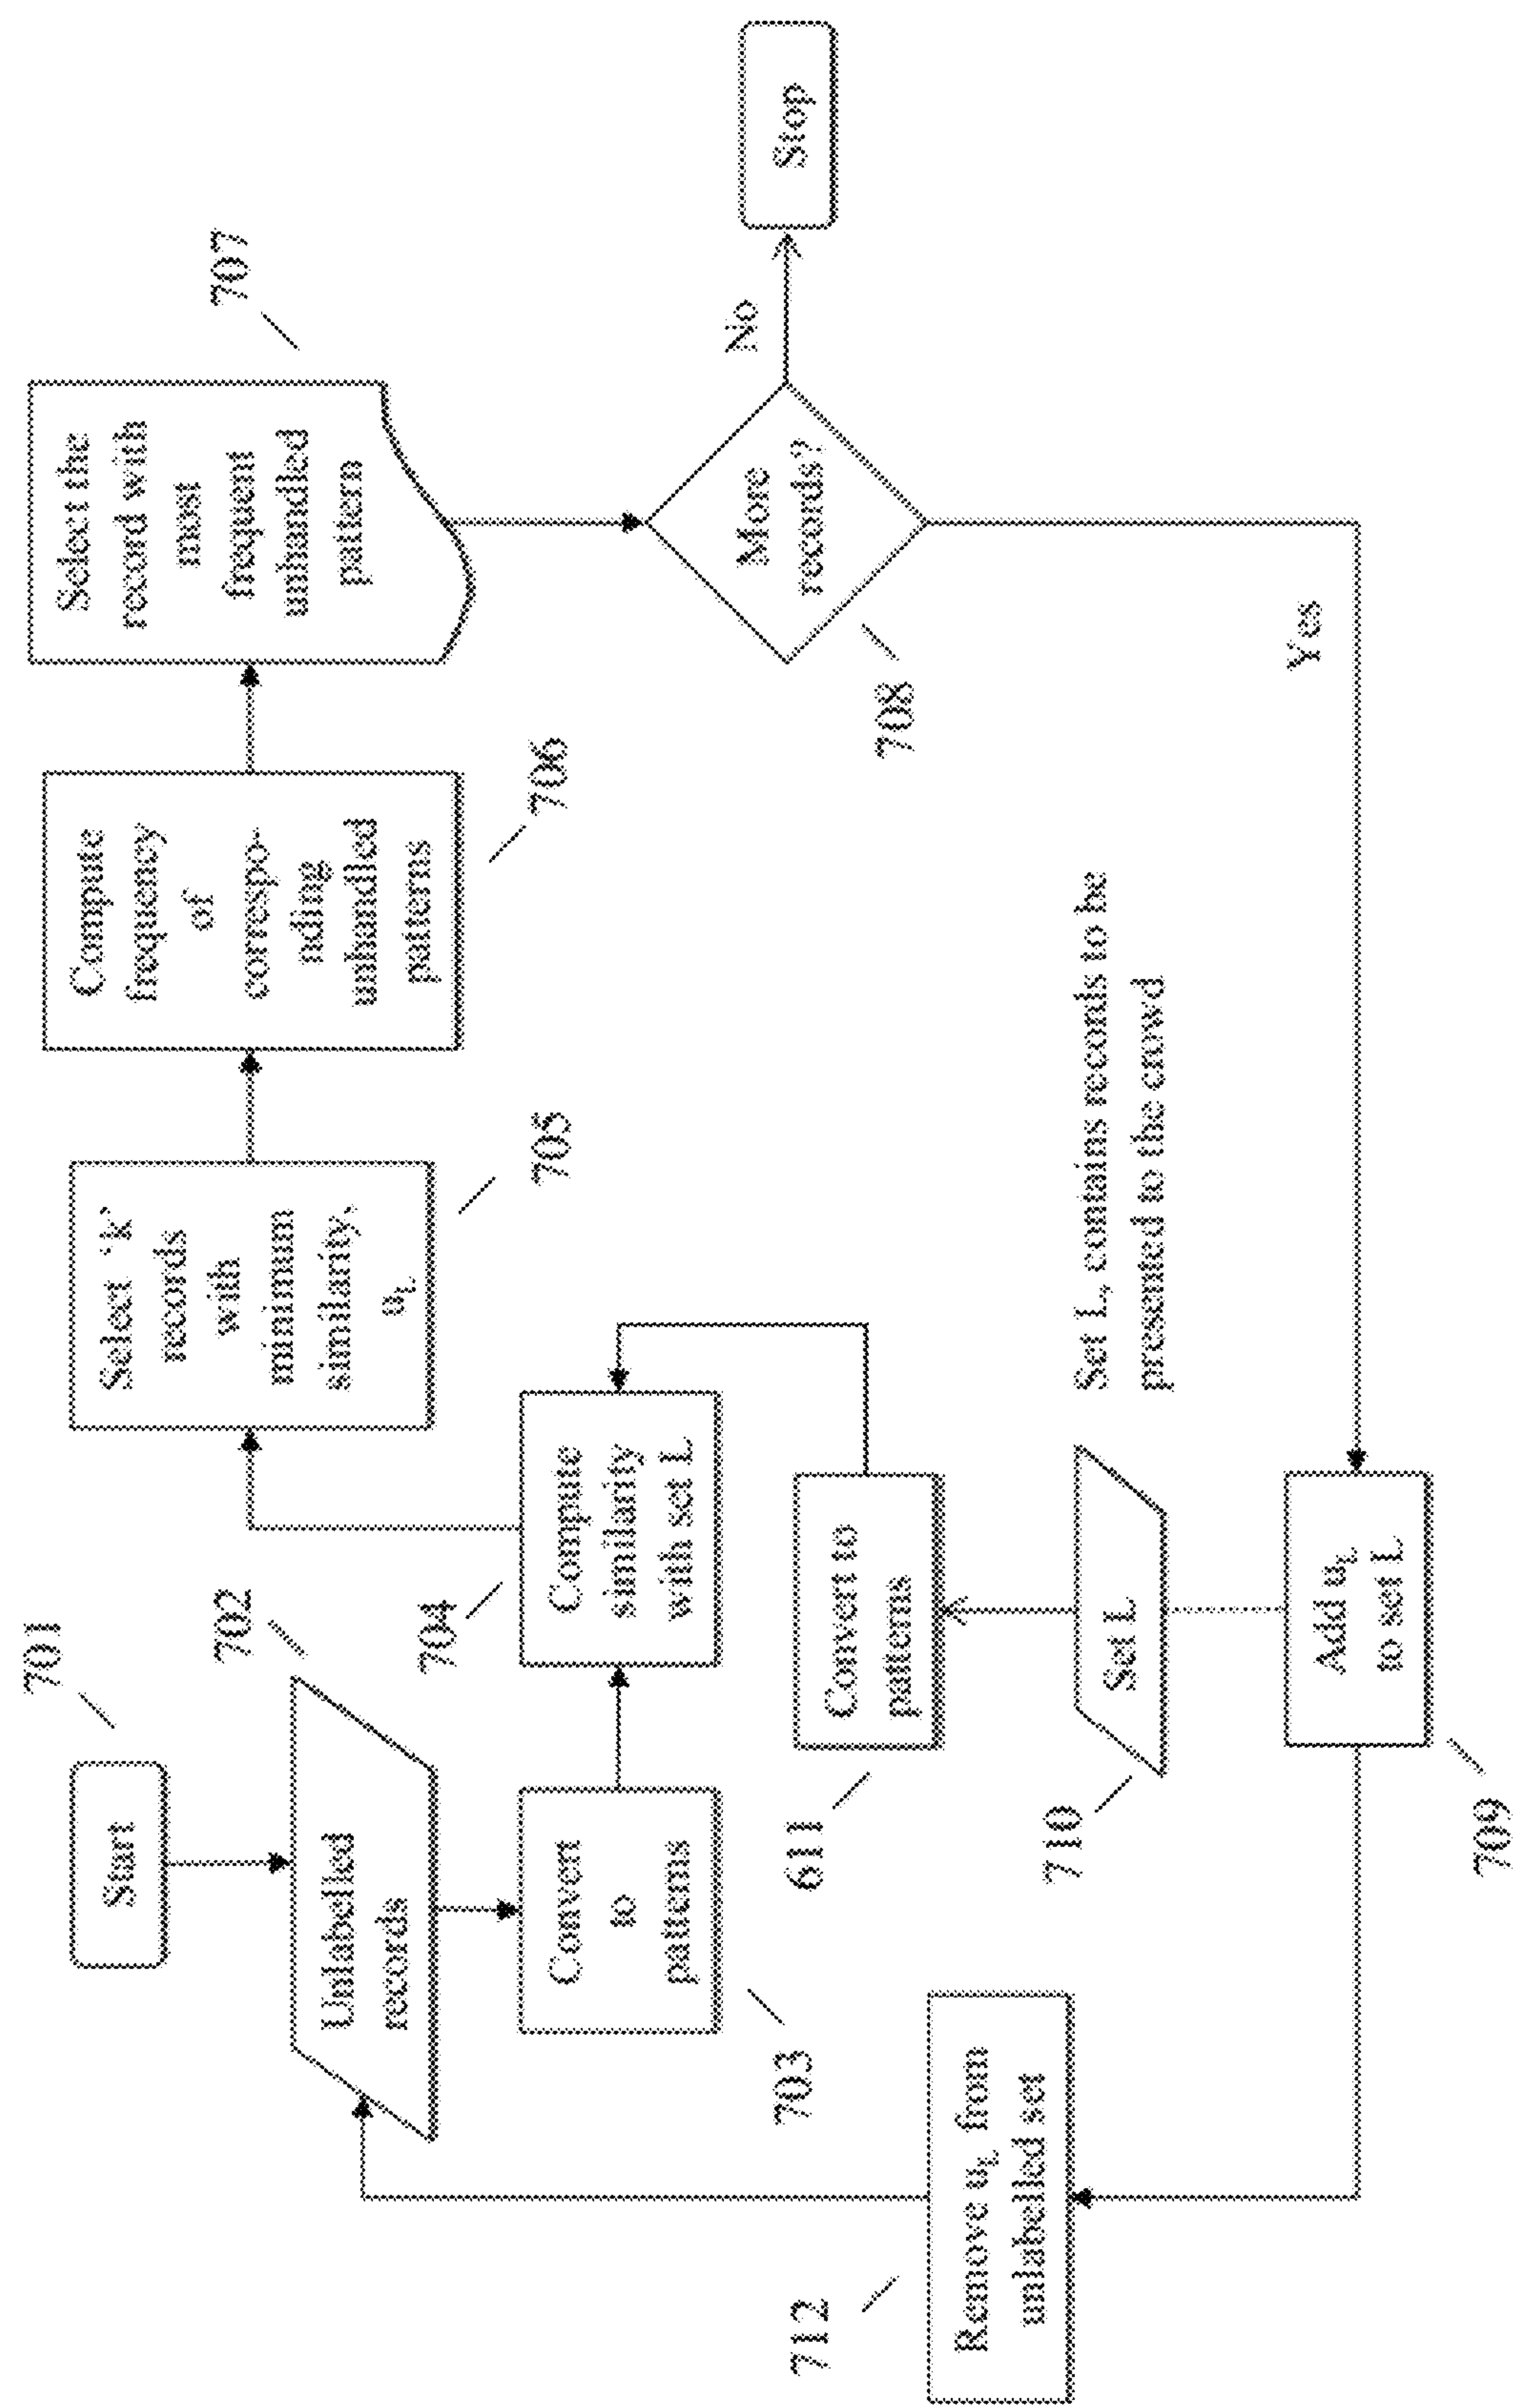 701
Start
702
Unlabelled
records
703
Convert
to
patterns
704
Compute
similarity
with set L
705
Select ‘k’
records
with
minimum
similarity,
uL
706
Compute
frequency
of
correspo-
nding
unhandled
patterns
707
Select the
record with
most
frequent
unhandled
pattern
708
More
records?
No
Stop
Yes
709
Add uL
to set L
710
Set L
Set L, contains records to be
presented to the crowd
611
Convert to
patterns
712
Remove uL from
unlabelled set